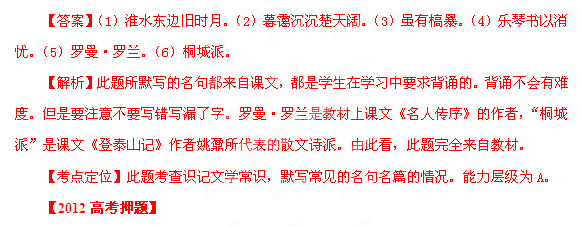 【答案】（1）淮水东边旧时月。（2）暮霭沉沉楚天阔。（3）虽有槁暴。（4）乐琴书以消
忧。（5）罗曼·罗兰。（6）桐城派。
【解析】此题所默写的名句都来自课文，都是学生在学习中要求背诵的。背诵不会有难
度。但是要注意不要写错写漏了字。罗曼·罗兰是教材上课文《名人传序》的作者，“桐城
派”是课文《登泰山记》作者姚鼐所代表的散文诗派。由此看，此题完全来自教材。
【考点定位】此题考查识记文学常识，默写常见的名句名篇的情况。能力层级为 A。
【2012 高考押题】